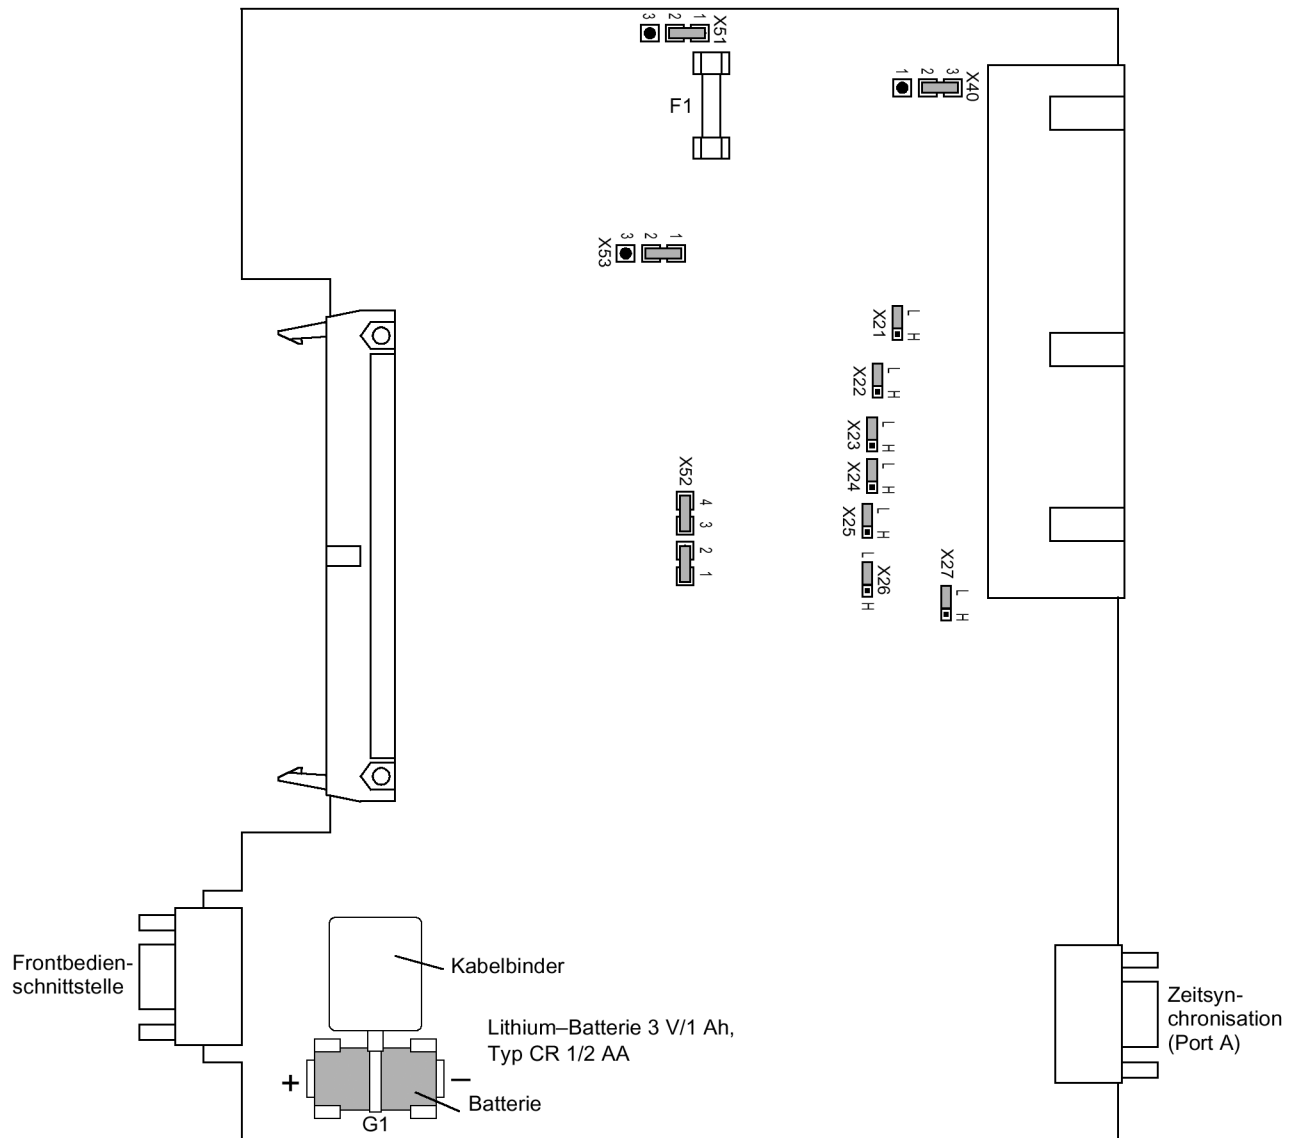 3 2 1 X51
F1
1 2 3 X40
X53 3 2 1
X21 L H
X22 L H
X23 L H
X24 L H
X25 L H
X26 L H
X27 L H
X52
4
3
2
1
Frontbedien-
schnittstelle
Kabelbinder
Lithium–Batterie 3 V/1 Ah,
Typ CR 1/2 AA
+ –
Batterie
G1
Zeitsyn-
chronisation
(Port A)